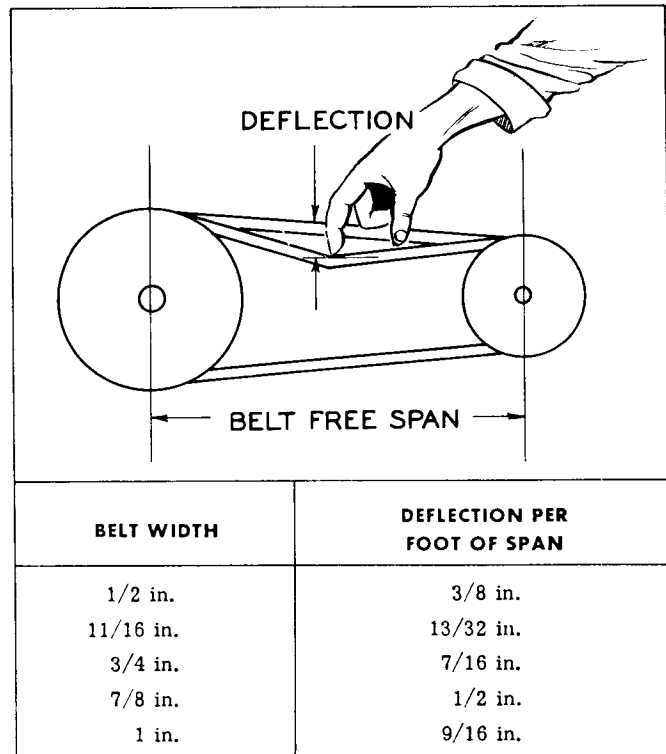 DEFLECTION
BELT FREE SPAN
BELT WIDTH
DEFLECTION PER
FOOT OF SPAN
1/2 in. 3/8 in.
11/16 in. 13/32 in.
3/4 in. 7/16 in.
7/8 in. 1/2 in.
1 in. 9/16 in.